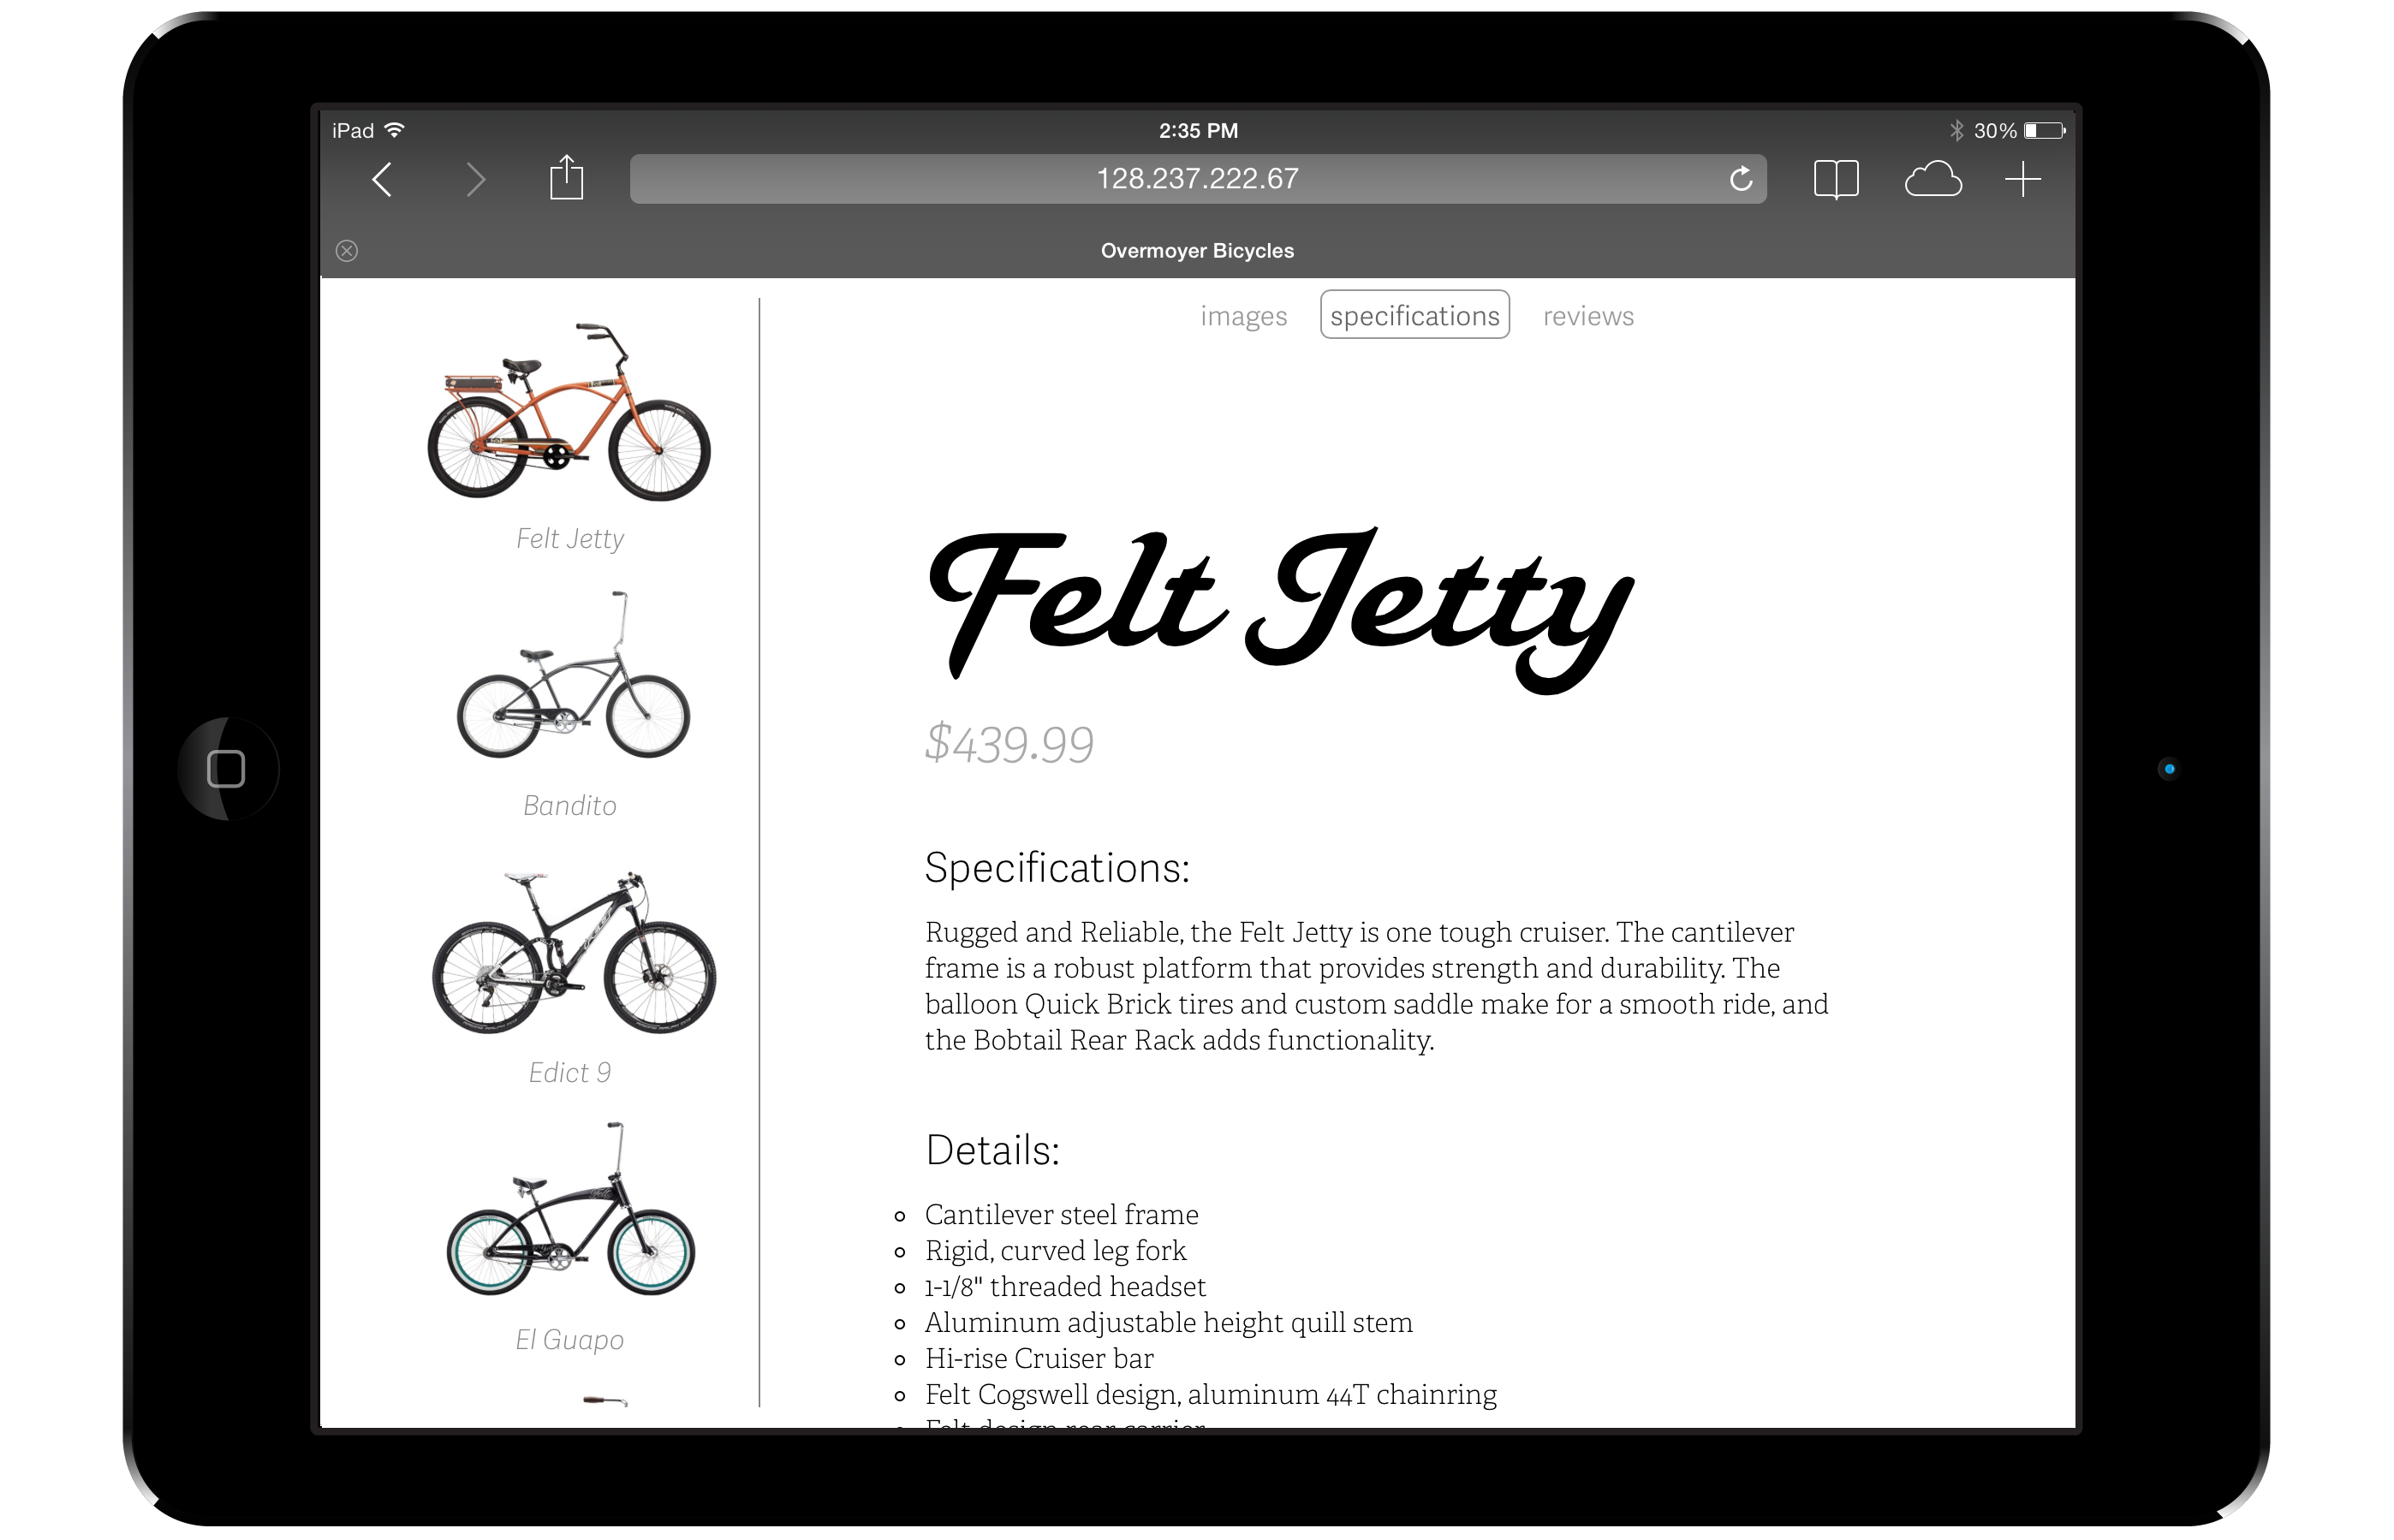 iPad 2:35 PM 30%
128.237.222.67
Overmoyer Bicycles
images specifications reviews
Felt Jetty
Bandito
Edict 9
El Guapo
Felt Jetty
$439.99
Specifications:
Rugged and Reliable, the Felt Jetty is one tough cruiser. The cantilever
frame is a robust platform that provides strength and durability. The
balloon Quick Brick tires and custom saddle make for a smooth ride, and
the Bobtail Rear Rack adds functionality.
Details:
Cantilever steel frame
Rigid, curved leg fork
1-1/8" threaded headset
Aluminum adjustable height quill stem
Hi-rise Cruiser bar
Felt Cogswell design, aluminum 44T chainring
Felt design rear carrier